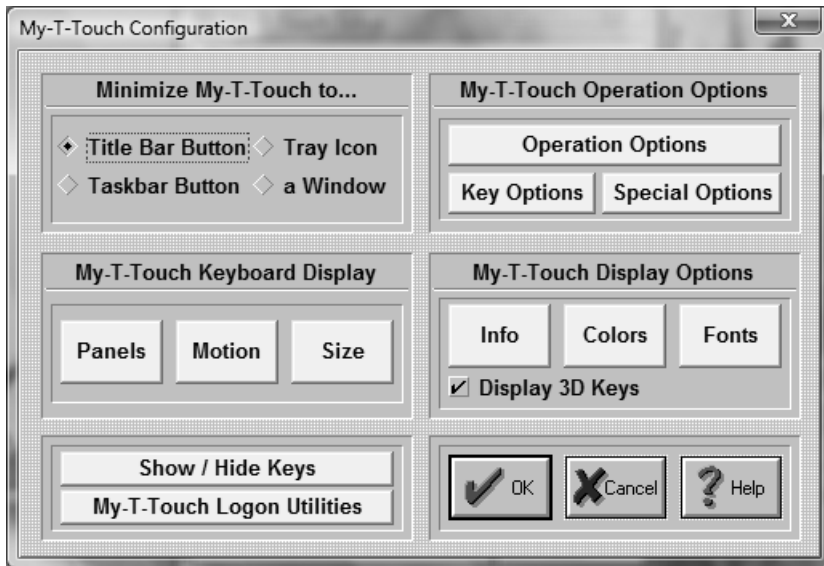 My-T-Touch Configuration
Minimize My-T-Touch to...
Title Bar Button Tray Icon
Taskbar Button a Window
My-T-Touch Operation Options
Operation Options
Key Options Special Options
My-T-Touch Keyboard Display
Panels Motion Size
My-T-Touch Display Options
Info Colors Fonts
Display 3D Keys
Show / Hide Keys
My-T-Touch Logon Utilities
OK Cancel Help